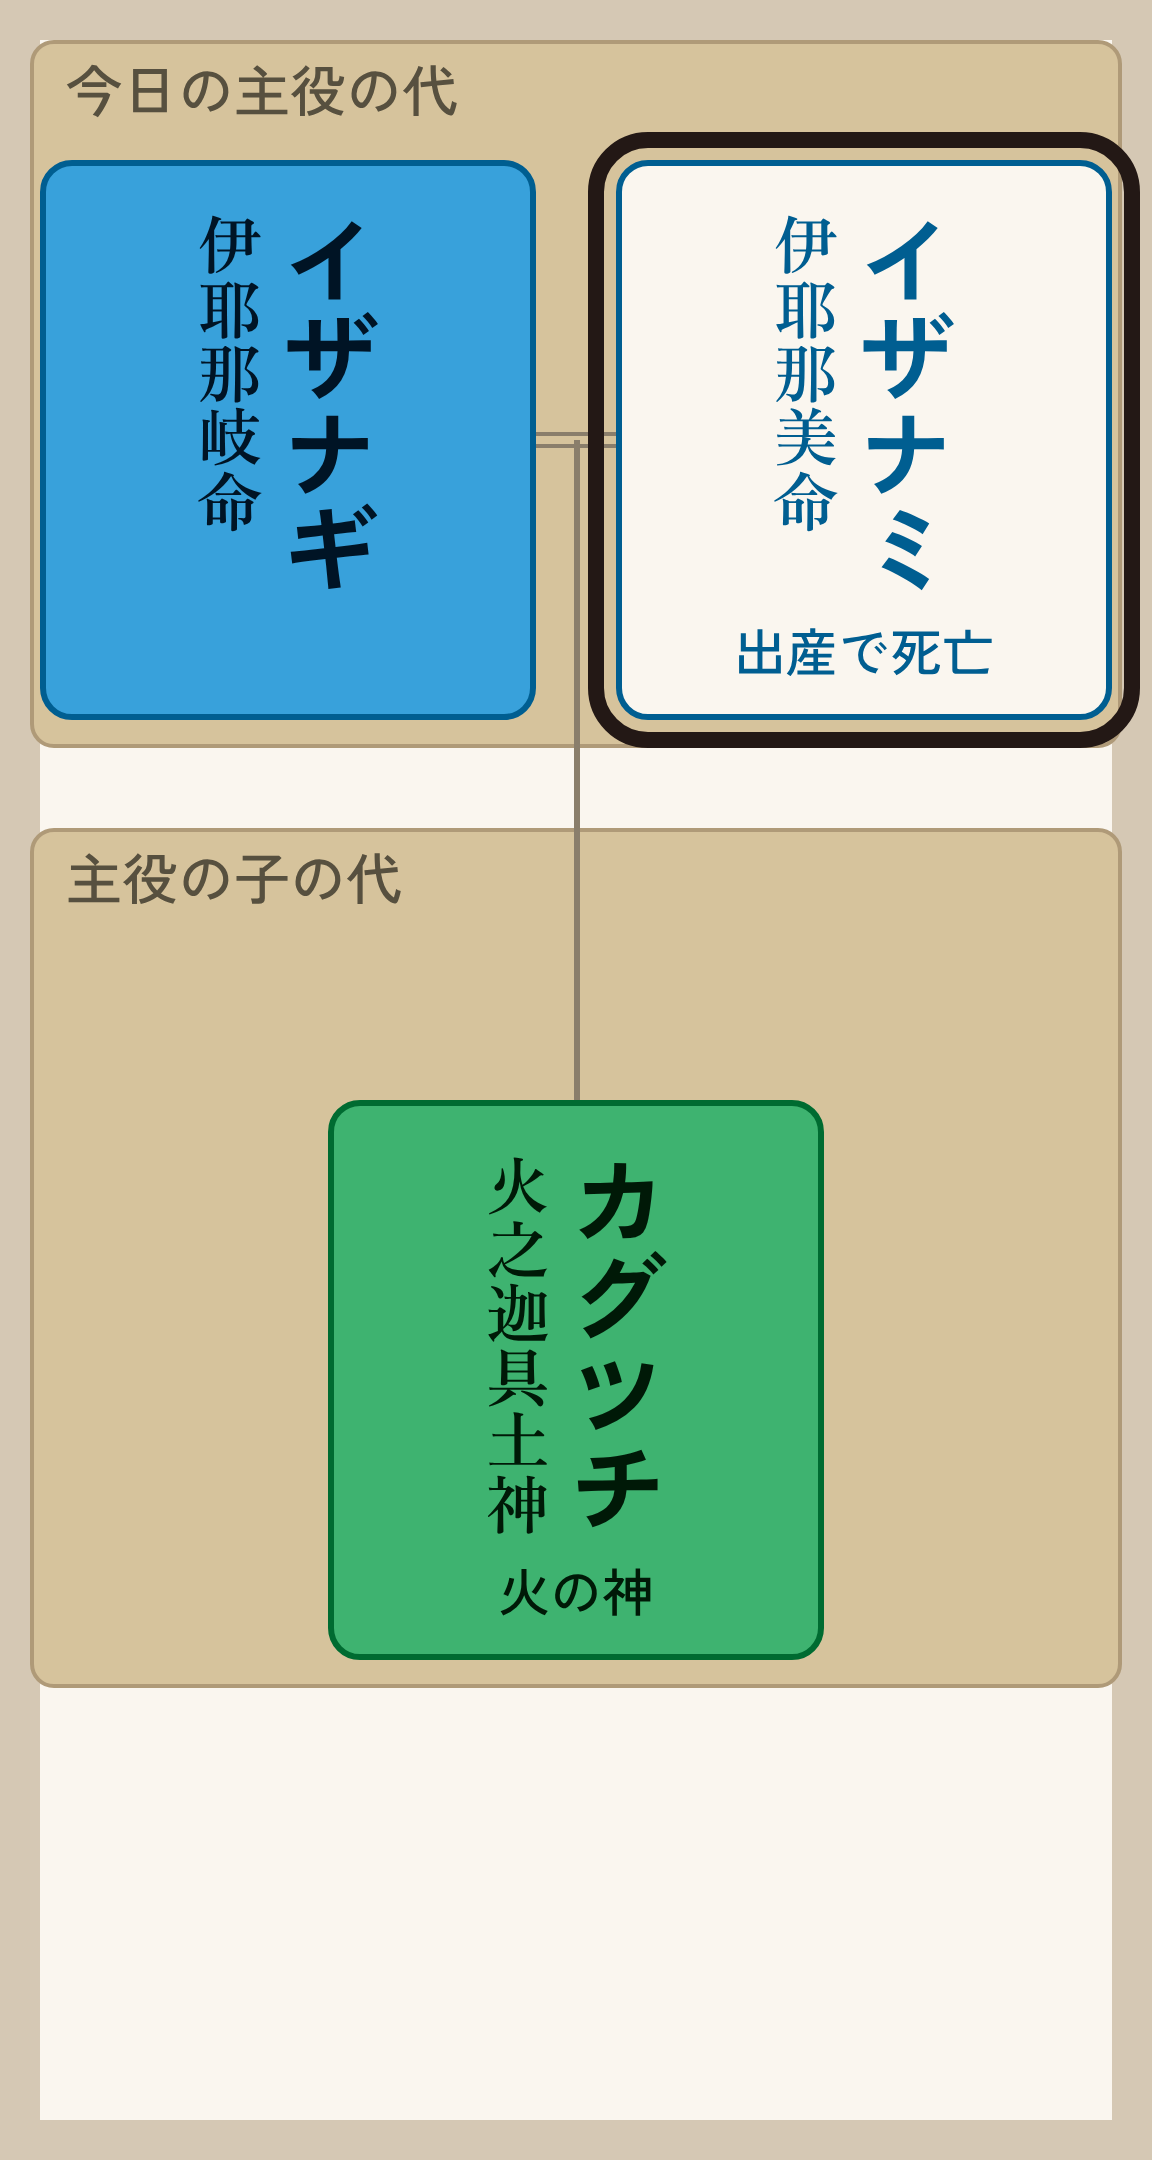 今日の主役の代
イザナギ
伊耶那岐命
イザナミ
伊耶那美命
出産で死亡
主役の子の代
カグツチ
火之迦具土神
火の神